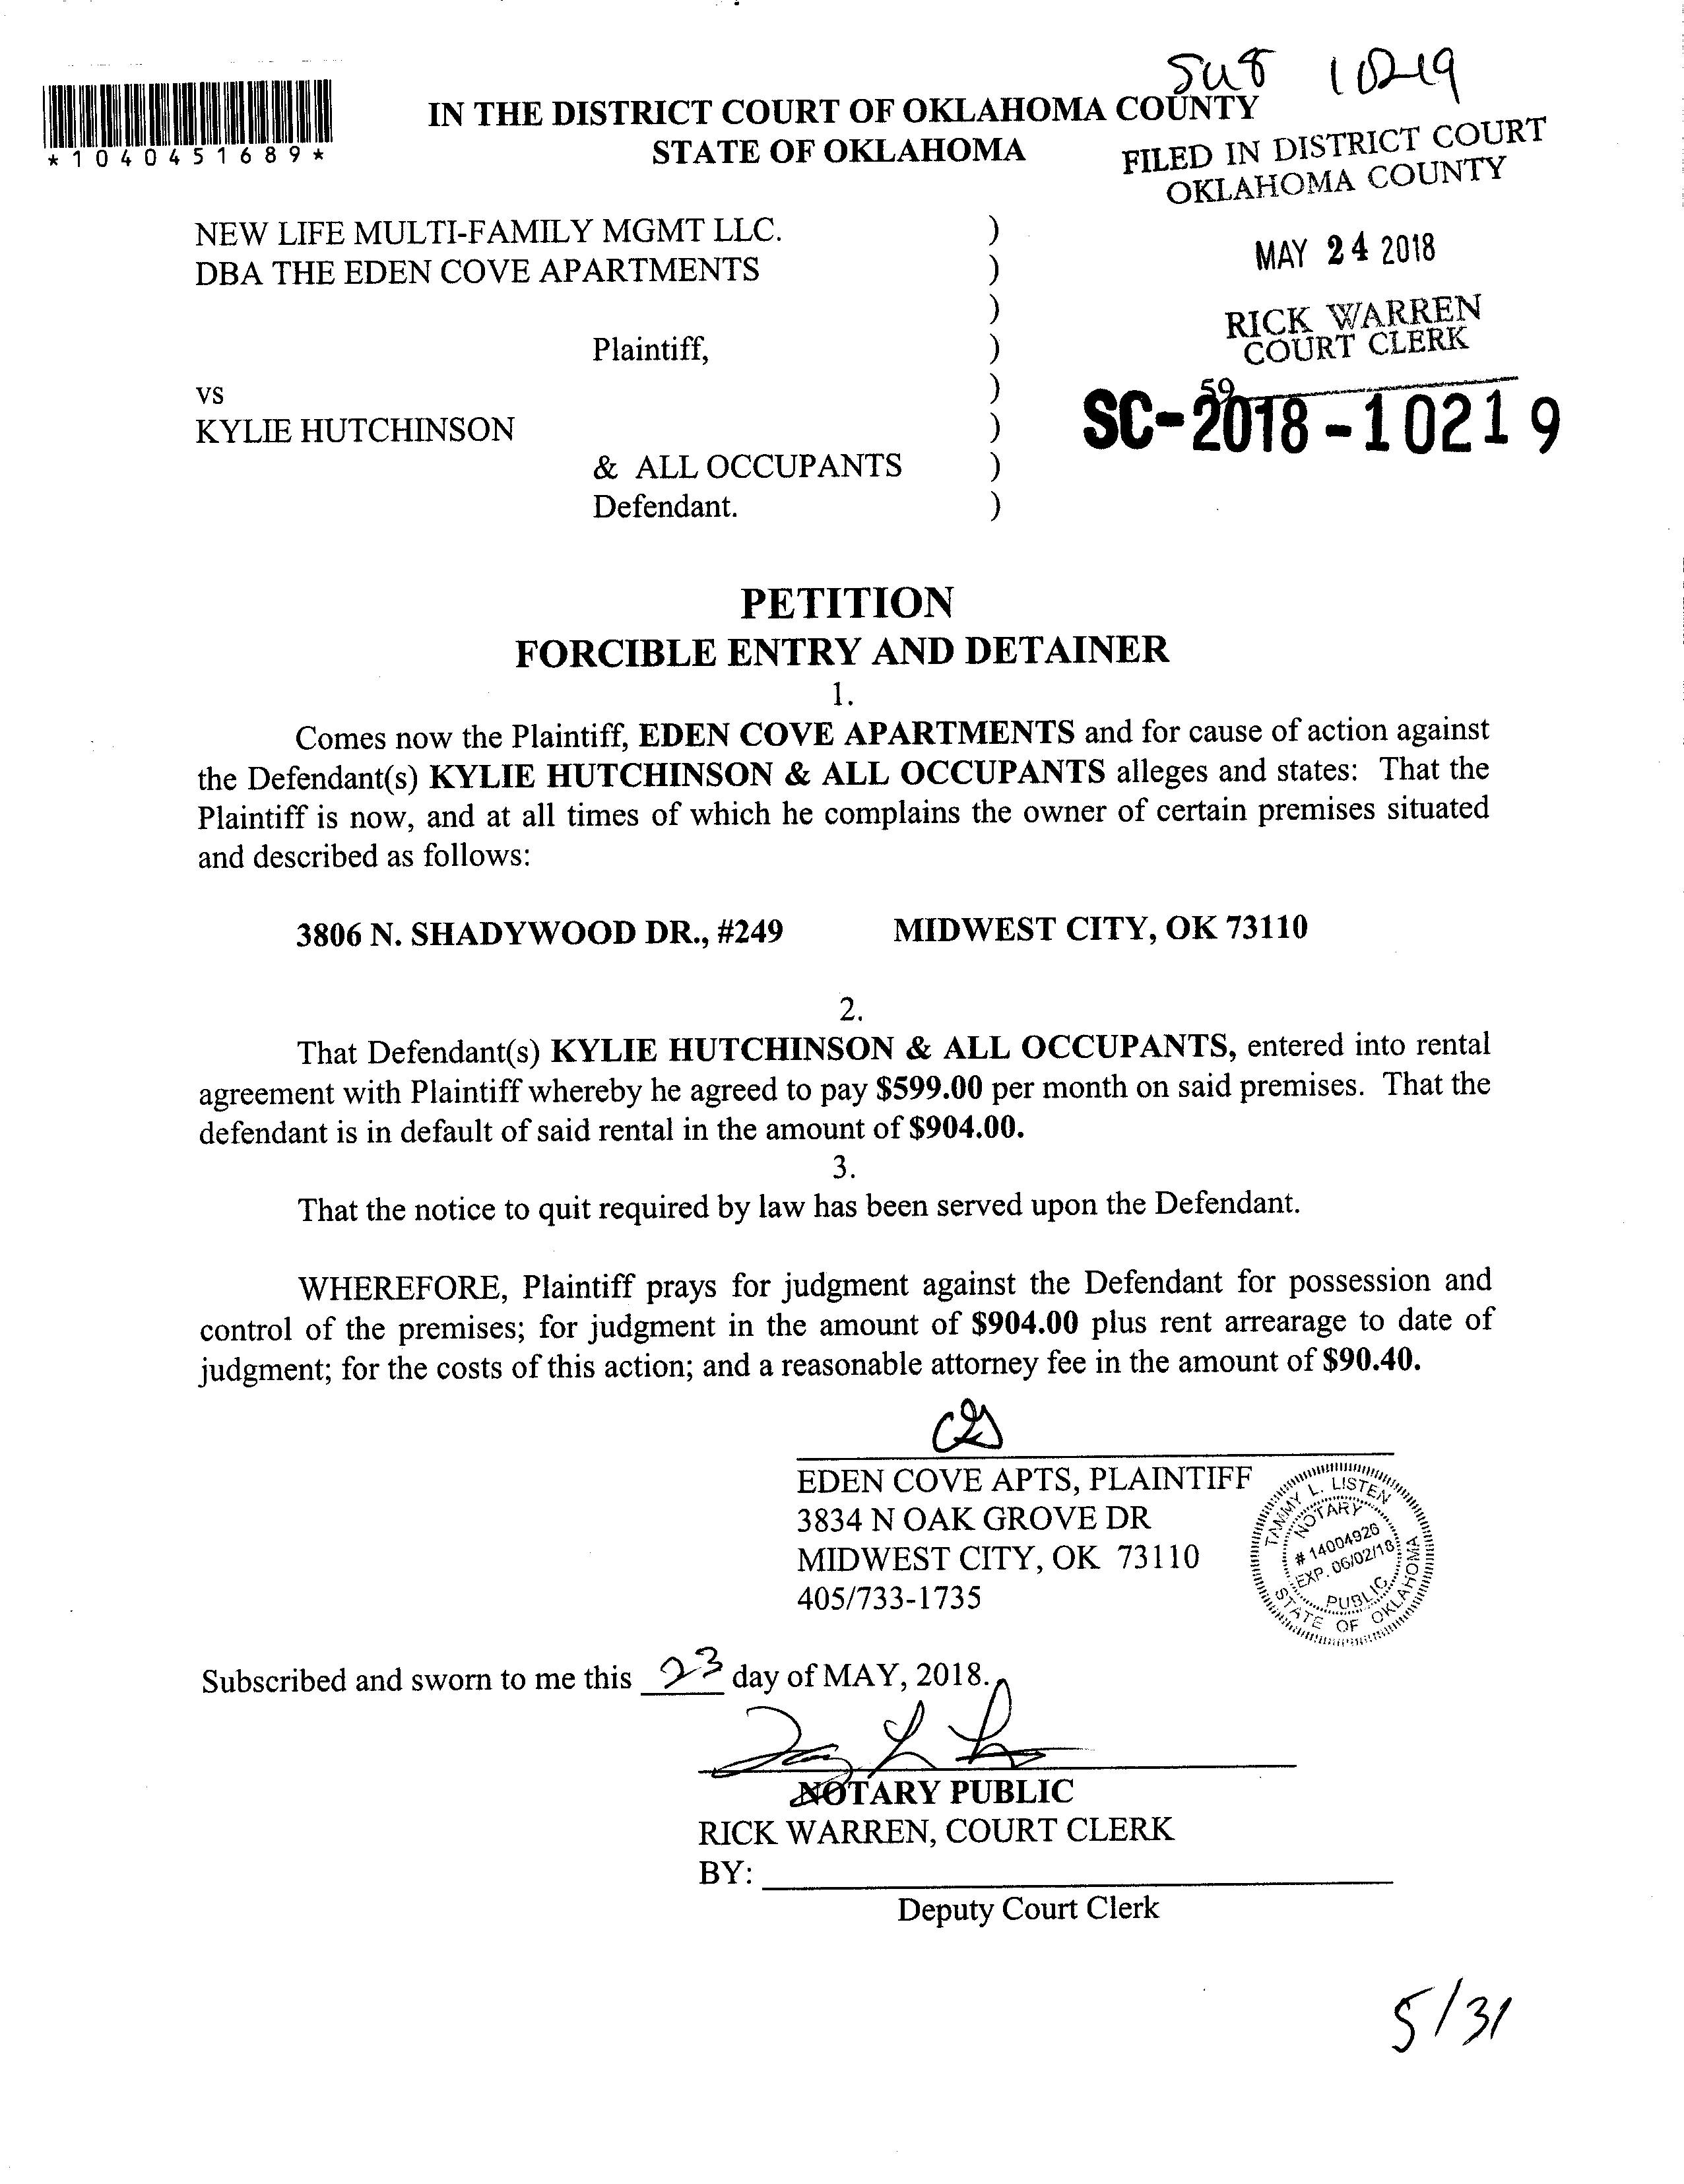 SC8 10219
IN THE DISTRICT COURT OF OKLAHOMA COUNTY
STATE OF OKLAHOMA
*1040451689*
FILED IN DISTRICT COURT
OKLAHOMA COUNTY
MAY 24 2018
RICK WARREN
COURT CLERK
59
SC-2018-10219
NEW LIFE MULTI-FAMILY MGMT LLC. )
DBA THE EDEN COVE APARTMENTS )
)
Plaintiff, )
vs )
KYLIE HUTCHINSON )
& ALL OCCUPANTS )
Defendant. )
PETITION
FORCIBLE ENTRY AND DETAINER
1.
Comes now the Plaintiff, EDEN COVE APARTMENTS and for cause of action against
the Defendant(s) KYLIE HUTCHINSON & ALL OCCUPANTS alleges and states: That the
Plaintiff is now, and at all times of which he complains the owner of certain premises situated
and described as follows:
3806 N. SHADYWOOD DR., #249 MIDWEST CITY, OK 73110
2.
That Defendant(s) KYLIE HUTCHINSON & ALL OCCUPANTS, entered into rental
agreement with Plaintiff whereby he agreed to pay $599.00 per month on said premises. That the
defendant is in default of said rental in the amount of $904.00.
3.
That the notice to quit required by law has been served upon the Defendant.
WHEREFORE, Plaintiff prays for judgment against the Defendant for possession and
control of the premises; for judgment in the amount of $904.00 plus rent arrearage to date of
judgment; for the costs of this action; and a reasonable attorney fee in the amount of $90.40.
EDEN COVE APTS, PLAINTIFF
3834 N OAK GROVE DR
MIDWEST CITY, OK 73110
405/733-1735
TAMMY L. LISTEN
NOTARY
# 14004926
EXP. 06/02/18
PUBLIC
STATE OF OKLAHOMA
Subscribed and sworn to me this 23 day of MAY, 2018.
NOTARY PUBLIC
RICK WARREN, COURT CLERK
BY:
Deputy Court Clerk
5/31